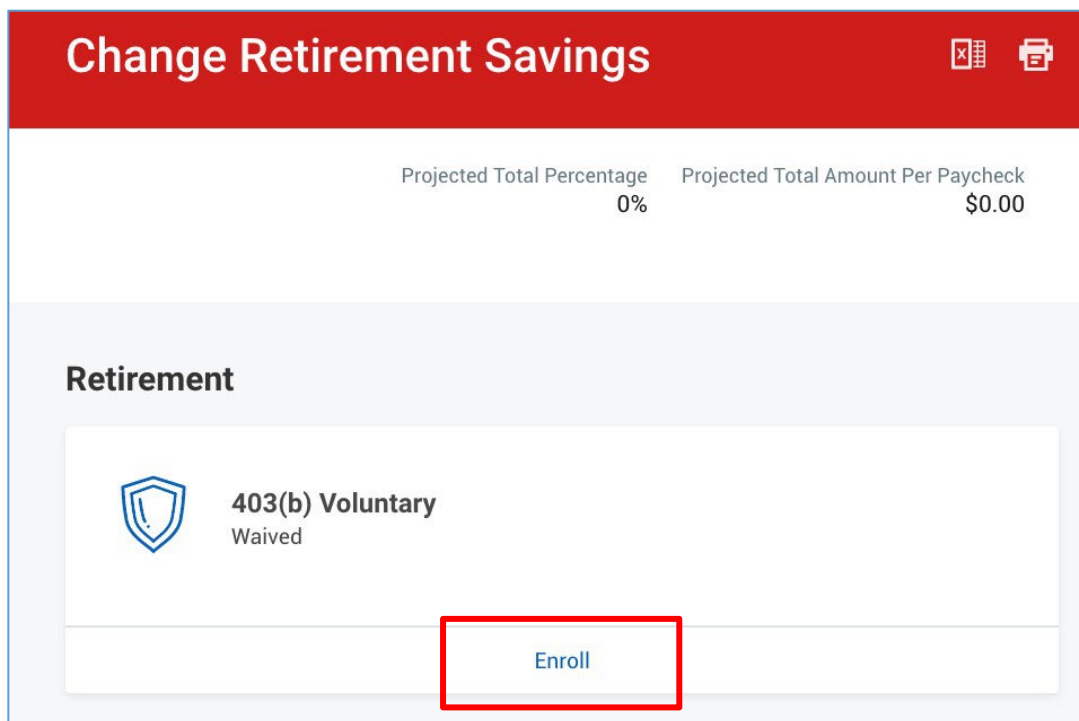 Change Retirement Savings
Projected Total Percentage Projected Total Amount Per Paycheck
0% $0.00
Retirement
403(b) Voluntary
Waived
Enroll